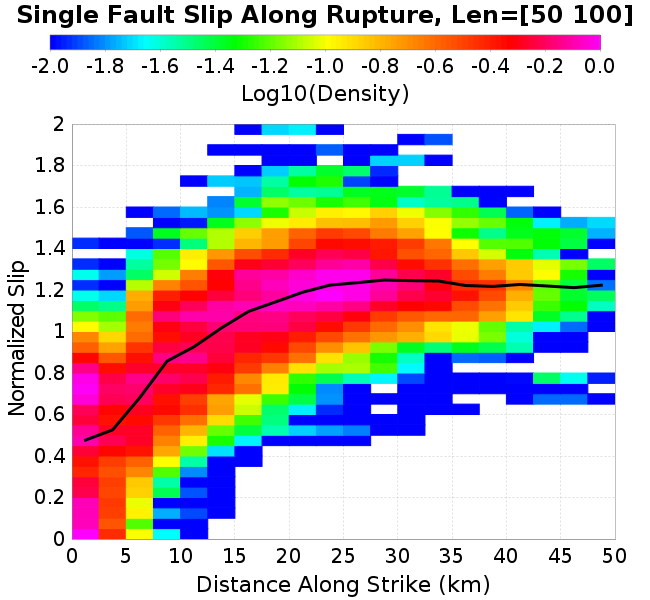 Single Fault Slip Along Rupture, Len=[50 100]
-2.0 -1.8 -1.6 -1.4 -1.2 -1.0 -0.8 -0.6 -0.4 -0.2 0.0
Log10(Density)
Normalized Slip
2
1.8
1.6
1.4
1.2
1
0.8
0.6
0.4
0.2
0
0 5 10 15 20 25 30 35 40 45 50
Distance Along Strike (km)